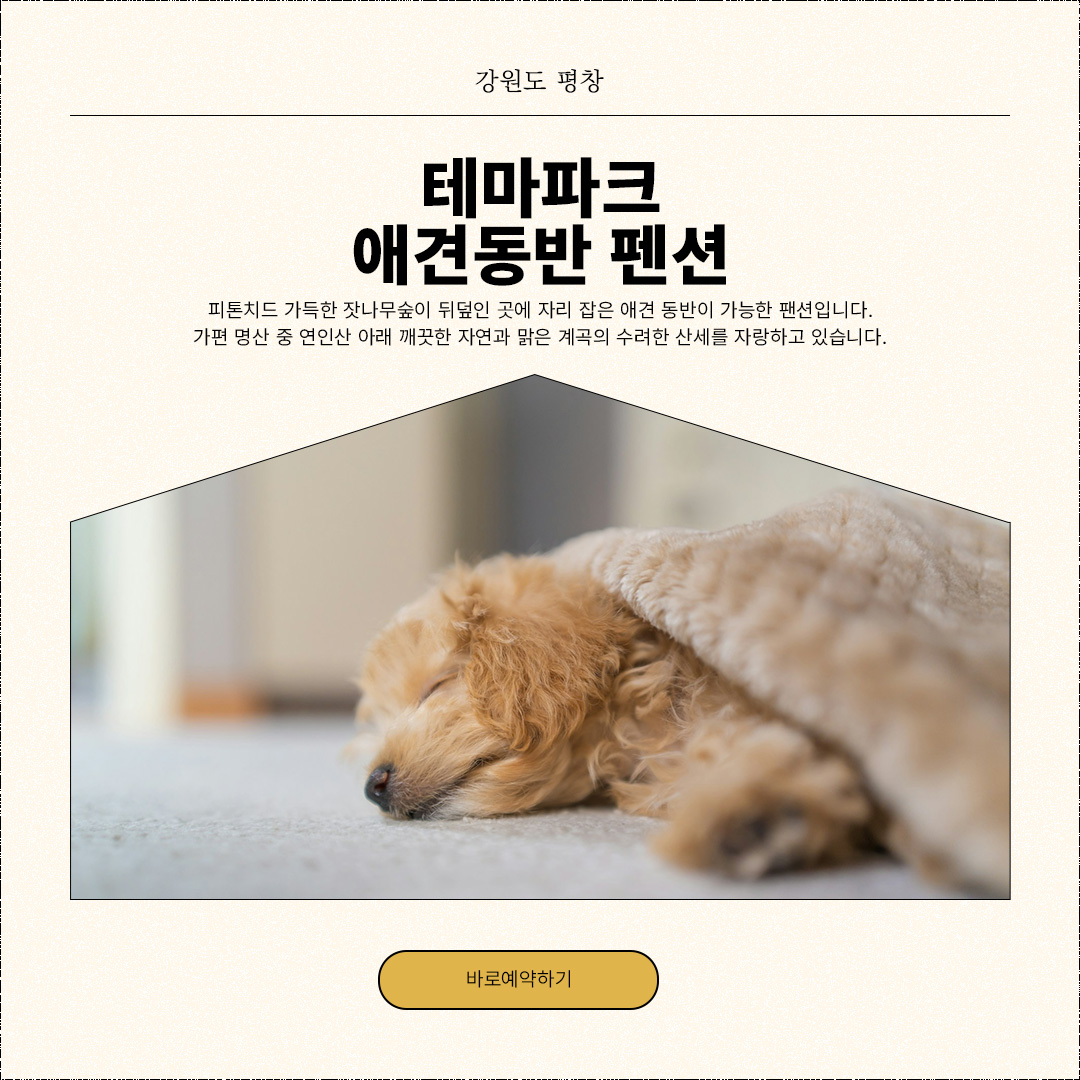 강원도 평창
테마파크
애견동반 펜션
피톤치드 가득한 잣나무숲이 뒤덮인 곳에 자리 잡은 애견 동반이 가능한 팬션입니다.
가편 명산 중 연인산 아래 깨끗한 자연과 맑은 계곡의 수려한 산세를 자랑하고 있습니다.
바로예약하기